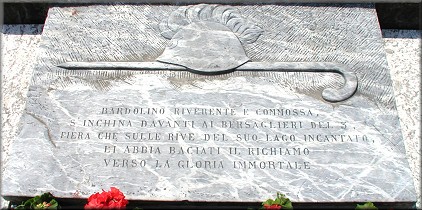 BARDOLINO RIVERENTE E COMMOSSA,
S'INCHINA DAVANTI AI BERSAGLIERI DEL 5.
FIERA CHE SULLE RIVE DEL SUO LAGO INCANTATO,
LI ABBIA BACIATI IL RICHIAMO
VERSO LA GLORIA IMMORTALE.